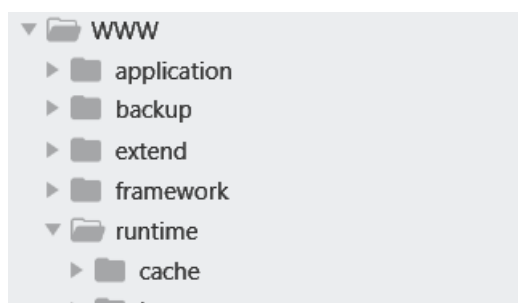 WWW
application
backup
extend
framework
runtime
cache